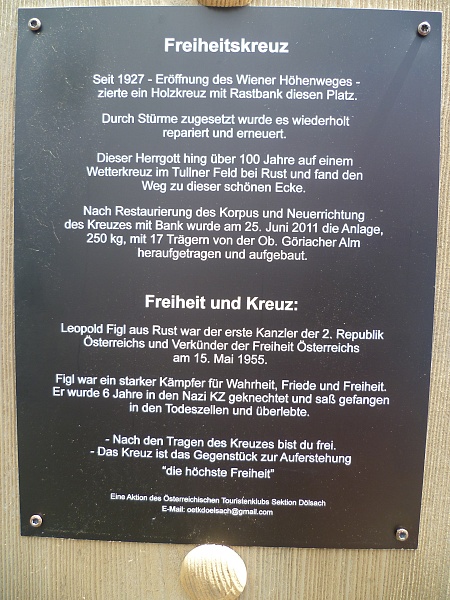 Freiheitskreuz
Seit 1927 - Eröffnung des Wiener Höhenweges -
zierte ein Holzkreuz mit Rastbank diesen Platz.
Durch Stürme zugesetzt wurde es wiederholt
repariert und erneuert.
Dieser Herrgott hing über 100 Jahre auf einem
Wetterkreuz im Tullner Feld bei Rust und fand den
Weg zu dieser schönen Ecke.
Nach Restaurierung des Korpus und Neuerrichtung
des Kreuzes mit Bank wurde am 25. Juni 2011 die Anlage,
250 kg, mit 17 Trägern von der Ob. Göriacher Alm
heraufgetragen und aufgebaut.
Freiheit und Kreuz:
Leopold Figl aus Rust war der erste Kanzler der 2. Republik
Österreichs und Verkünder der Freiheit Österreichs
am 15. Mai 1955.
Figl war ein starker Kämpfer für Wahrheit, Friede und Freiheit.
Er wurde 6 Jahre in den Nazi KZ geknechtet und saß gefangen
in den Todeszellen und überlebte.
- Nach den Tragen des Kreuzes bist du frei.
- Das Kreuz ist das Gegenstück zur Auferstehung
"die höchste Freiheit"
Eine Aktion des Österreichischen Touristenklubs Sektion Dölsach
E-Mail: oetkdoelsach@gmail.com